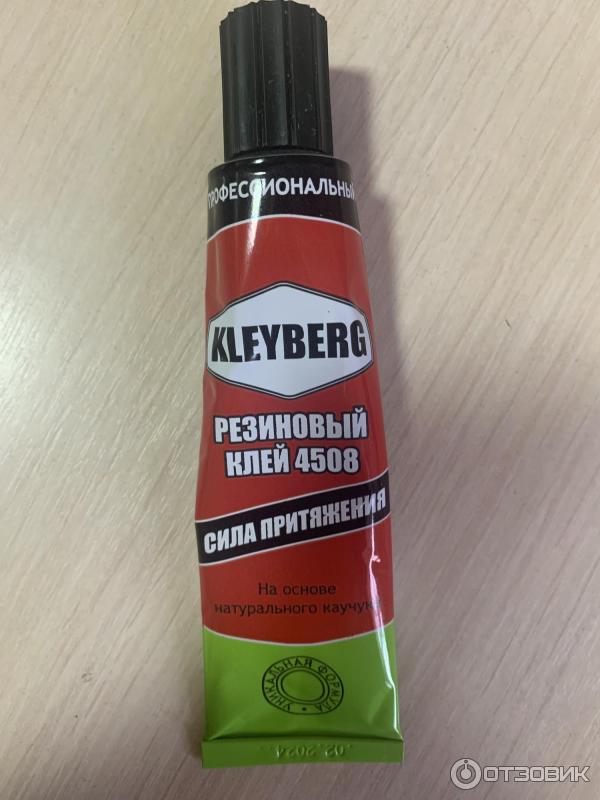 ПРОФЕССИОНАЛЬНЫЙ
KLEYBERG
РЕЗИНОВЫЙ
КЛЕЙ 4508
СИЛА ПРИТЯЖЕНИЯ
На основе
натурального каучука
УНИКАЛЬНАЯ ФОРМУЛА •
02.2024
ОТЗОВИК